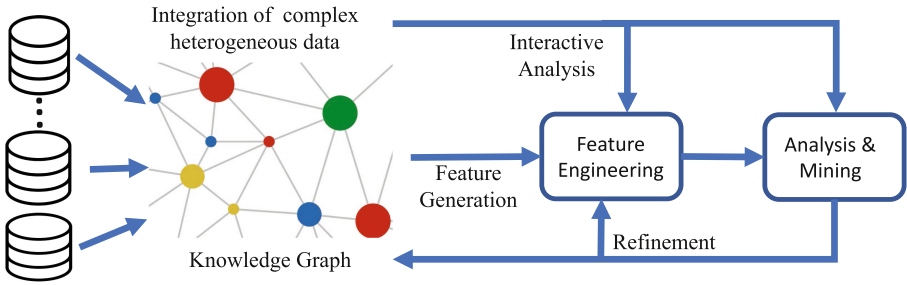 Integration of complex
heterogeneous data
Interactive
Analysis
Feature
Engineering
Analysis &
Mining
Feature
Generation
Refinement
Knowledge Graph